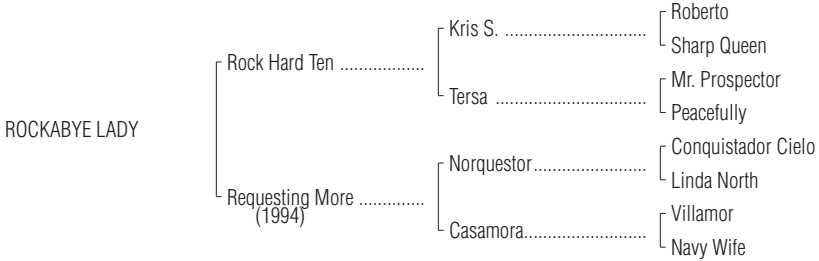 Roberto
Kris S. ..............................
Sharp Queen
Rock Hard Ten ..................
Mr. Prospector
Tersa ................................
Peacefully
ROCKABYE LADY
Conquistador Cielo
Norquestor........................
Linda North
Requesting More ..............
(1994)
Villamor
Casamora..........................
Navy Wife